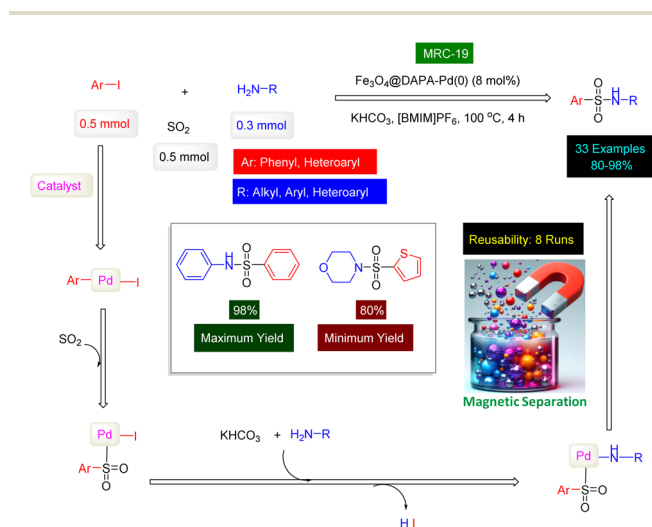 MRC-19
Ar—I + H₂N—R
Fe₃O₄@DAPA-Pd(0) (8 mol%)
KHCO₃, [BMIM]PF₆, 100 °C, 4 h
O
Ar—S—N—R
H
O
0.5 mmol
SO₂
0.3 mmol
0.5 mmol
Ar: Phenyl, Heteroaryl
R: Alkyl, Aryl, Heteroaryl
33 Examples
80-98%
Catalyst
Reusability: 8 Runs
H O
N—S
O
O
N—S
O
O
S
98%
80%
Maximum Yield
Minimum Yield
Ar—Pd—I
SO₂
Magnetic Separation
Pd—I
Ar—S=O
O
KHCO₃ + H₂N—R
H I
H
Pd—N—R
Ar—S=O
O